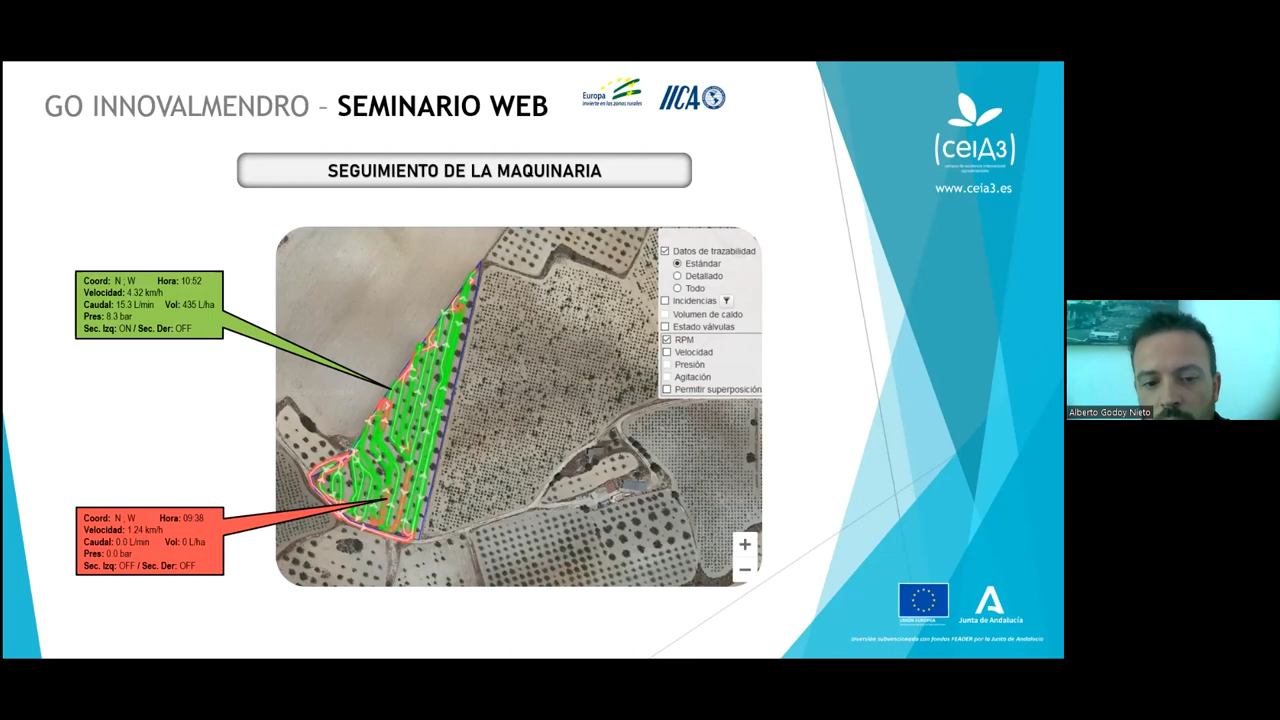 GO INNOVALMENDRO - SEMINARIO WEB
Europa
invierte en las zonas rurales
IICA
(ceiA3)
www.ceia3.es
SEGUIMIENTO DE LA MAQUINARIA
Coord: N ; W Hora: 10:52
Velocidad: 4.32 km/h
Caudal: 15.3 L/min Vol: 435 L/ha
Pres: 8.3 bar
Sec. Izq: ON / Sec. Der: OFF
Datos de trazabilidad
Estándar
Detallado
Todo
Incidencias
Volumen de caldo
Estado válvulas
RPM
Velocidad
Presión
Agitación
Permitir superposición
Alberto Godoy Nieto
Coord: N ; W Hora: 09:38
Velocidad: 1.24 km/h
Caudal: 0.0 L/min Vol: 0 L/ha
Pres: 0.0 bar
Sec. Izq: OFF / Sec. Der: OFF
+
−
UNIÓN EUROPEA
Junta de Andalucía
Inversión subvencionada con fondos FEADER por la Junta de Andalucía